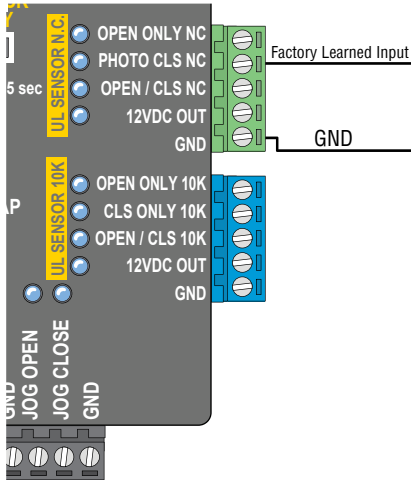 OPEN ONLY NC
PHOTO CLS NC
OPEN / CLS NC
12VDC OUT
GND
UL SENSOR N.C.
5 sec
Factory Learned Input
GND
OPEN ONLY 10K
CLS ONLY 10K
OPEN / CLS 10K
12VDC OUT
GND
UL SENSOR 10K
AP
GND
JOG OPEN
JOG CLOSE
GND